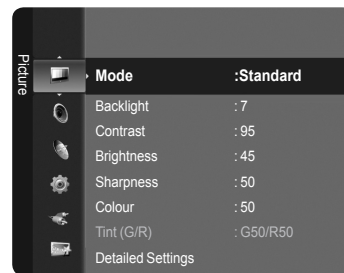 Picture
Mode :Standard
Backlight : 7
Contrast : 95
Brightness : 45
Sharpness : 50
Colour : 50
Tint (G/R) : G50/R50
Detailed Settings